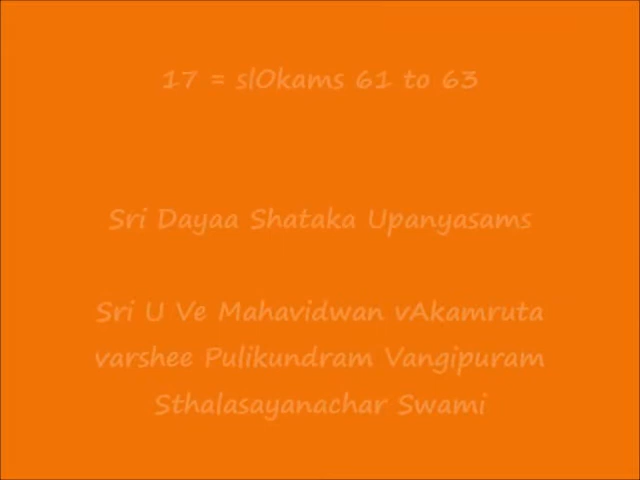 17 = slOkams 61 to 63
Sri Dayaa Shataka Upanyasams
Sri U Ve Mahavidwan vAkamruta
varshee Pulikundram Vangipuram
Sthalasayanachar Swami